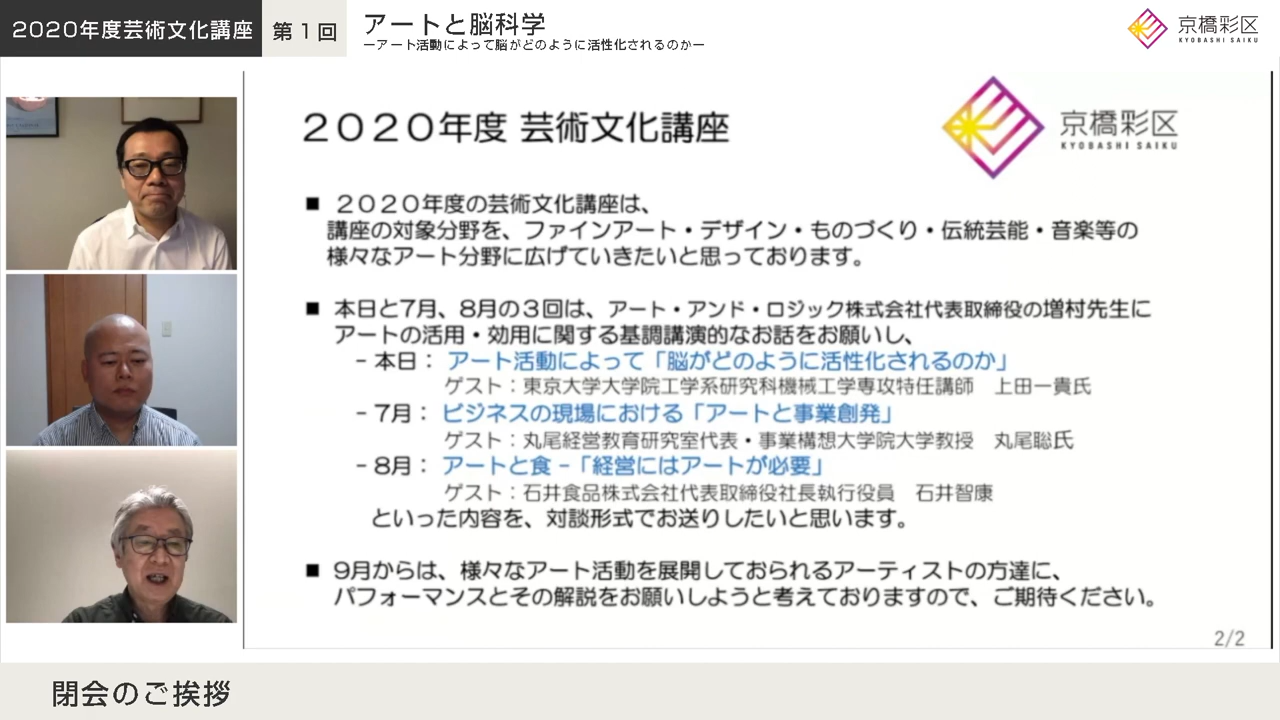 2020年度芸術文化講座
第1回
アートと脳科学
ーアート活動によって脳がどのように活性化されるのかー
京橋彩区
KYOBASHI SAIKU
２０２０年度 芸術文化講座
京橋彩区
KYOBASHI SAIKU
■ ２０２０年度の芸術文化講座は、
講座の対象分野を、ファインアート・デザイン・ものづくり・伝統芸能・音楽等の
様々なアート分野に広げていきたいと思っております。
■ 本日と7月、8月の３回は、アート・アンド・ロジック株式会社代表取締役の増村先生に
アートの活用・効用に関する基調講演的なお話をお願いし、
－本日： アート活動によって「脳がどのように活性化されるのか」
ゲスト：東京大学大学院工学系研究科機械工学専攻特任講師　上田一貴氏
－7月： ビジネスの現場における「アートと事業創発」
ゲスト：丸尾経営教育研究室代表・事業構想大学院大学教授　丸尾聡氏
－8月： アートと食 –「経営にはアートが必要」
ゲスト：石井食品株式会社代表取締役社長執行役員　石井智康
といった内容を、対談形式でお送りしたいと思います。
■ 9月からは、様々なアート活動を展開しておられるアーティストの方達に、
パフォーマンスとその解説をお願いしようと考えておりますので、ご期待ください。
2/2
閉会のご挨拶